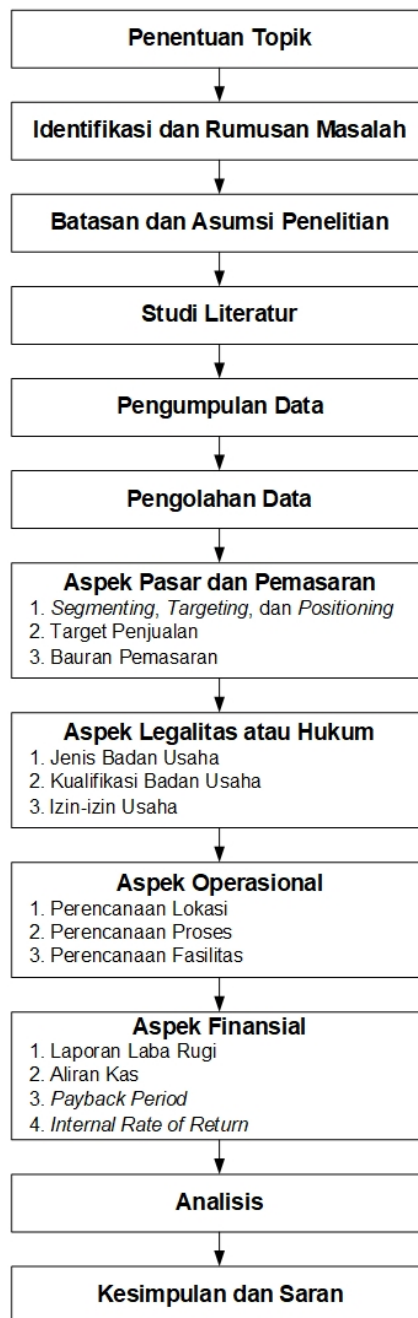 Penentuan Topik
Identifikasi dan Rumusan Masalah
Batasan dan Asumsi Penelitian
Studi Literatur
Pengumpulan Data
Pengolahan Data
Aspek Pasar dan Pemasaran
1. Segmenting, Targeting, dan Positioning
2. Target Penjualan
3. Bauran Pemasaran
Aspek Legalitas atau Hukum
1. Jenis Badan Usaha
2. Kualifikasi Badan Usaha
3. Izin-izin Usaha
Aspek Operasional
1. Perencanaan Lokasi
2. Perencanaan Proses
3. Perencanaan Fasilitas
Aspek Finansial
1. Laporan Laba Rugi
2. Aliran Kas
3. Payback Period
4. Internal Rate of Return
Analisis
Kesimpulan dan Saran